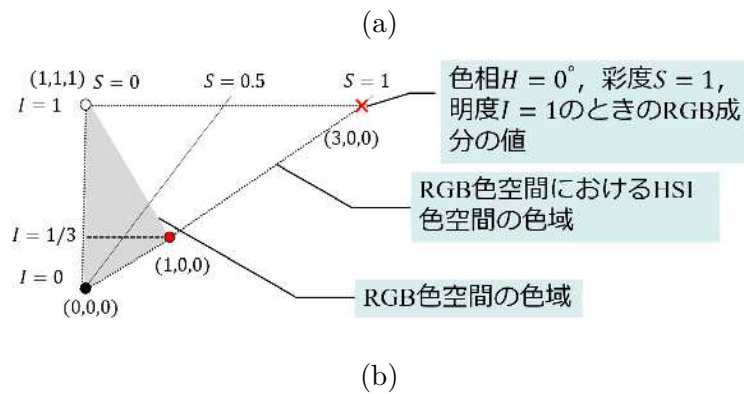 (a)
(1,1,1) S = 0 S = 0.5 S = 1
I = 1
(3,0,0)
色相H = 0°, 彩度S = 1,
明度I = 1のときのRGB成
分の値
RGB色空間におけるHSI
色空間の色域
I = 1/3
I = 0
(1,0,0)
(0,0,0)
RGB色空間の色域
(b)